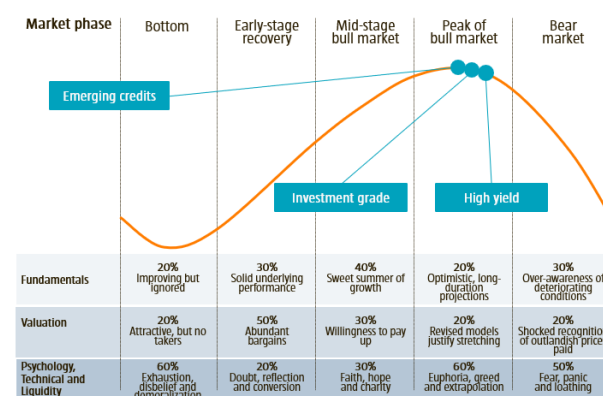 Market phase
Bottom
Early-stage
recovery
Mid-stage
bull market
Peak of
bull market
Bear
market
Emerging credits
Investment grade
High yield
Fundamentals
20%
Improving but
ignored
30%
Solid underlying
performance
40%
Sweet summer of
growth
20%
Optimistic, long-
duration
projections
30%
Over-awareness of
deteriorating
conditions
Valuation
20%
Attractive, but no
takers
50%
Abundant
bargains
30%
Willingness to pay
up
20%
Revised models
justify stretching
20%
Shocked recognition
of outlandish price
paid
Psychology,
Technical and
Liquidity
60%
Exhaustion,
disbelief and
demoralization
20%
Doubt, reflection
and conversion
30%
Faith, hope
and charity
60%
Euphoria, greed
and extrapolation
50%
Fear, panic
and loathing